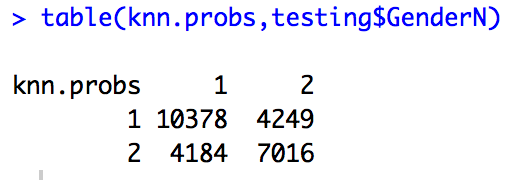 > table(knn.probs,testing$GenderN)
knn.probs 1 2
1 10378 4249
2 4184 7016